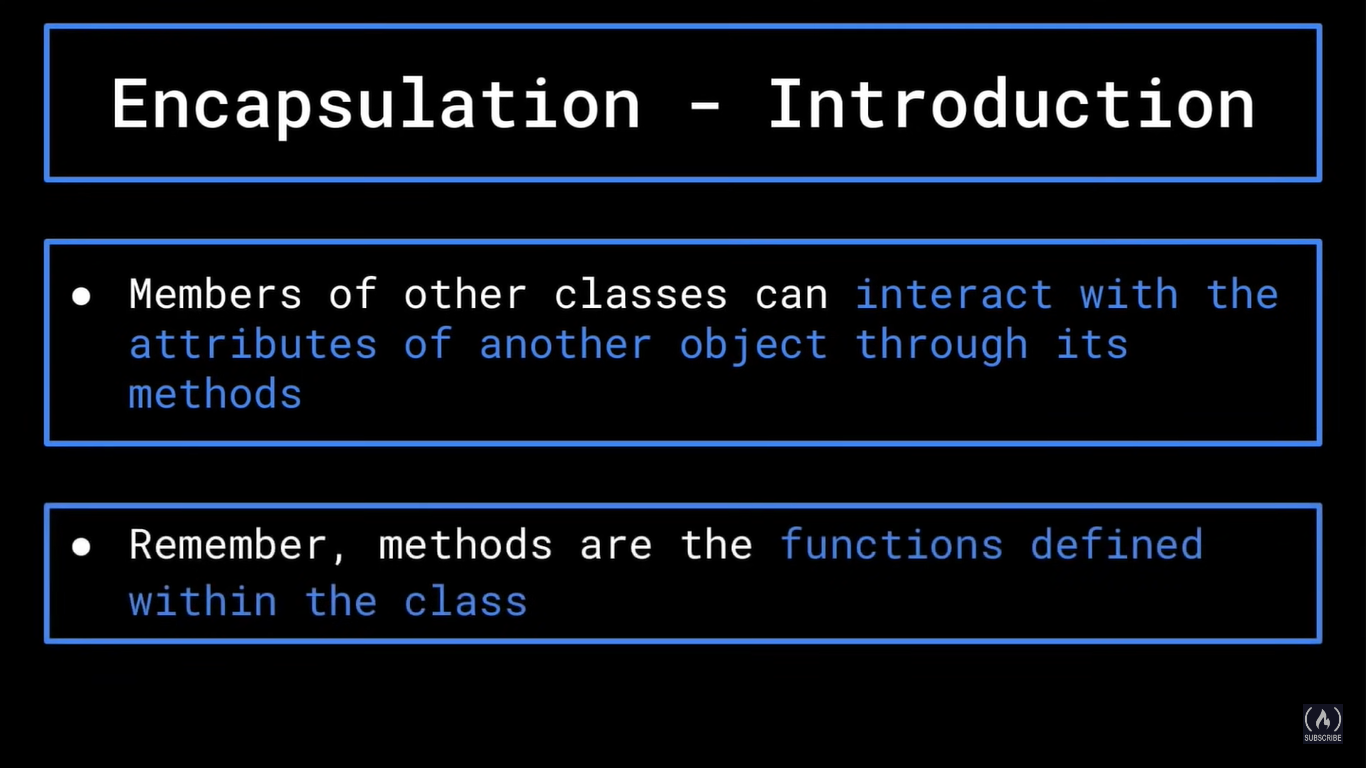 Encapsulation - Introduction
● Members of other classes can interact with the
attributes of another object through its
methods
● Remember, methods are the functions defined
within the class
SUBSCRIBE